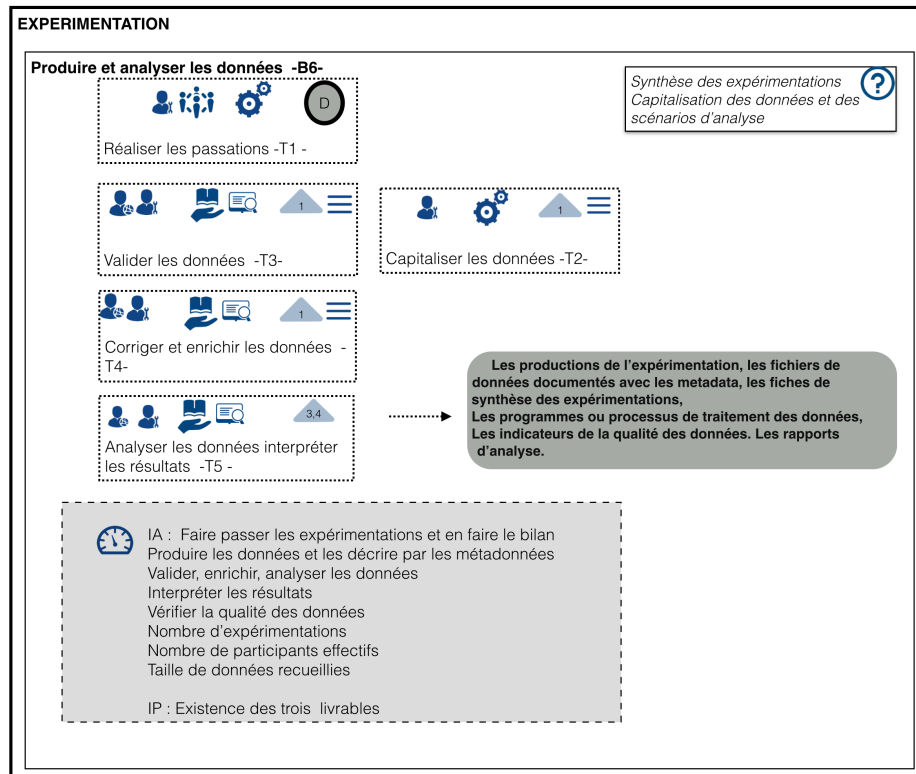 EXPERIMENTATION
Produire et analyser les données -B6-
D
Réaliser les passations -T1 -
Synthèse des expérimentations
Capitalisation des données et des
scénarios d'analyse
?
1
Valider les données -T3-
1
Capitaliser les données -T2-
1
Corriger et enrichir les données -
T4-
3,4
Analyser les données interpréter
les résultats -T5 -
Les productions de l'expérimentation, les fichiers de
données documentés avec les metadata, les fiches de
synthèse des expérimentations,
Les programmes ou processus de traitement des données,
Les indicateurs de la qualité des données. Les rapports
d'analyse.
IA : Faire passer les expérimentations et en faire le bilan
Produire les données et les décrire par les métadonnées
Valider, enrichir, analyser les données
Interpréter les résultats
Vérifier la qualité des données
Nombre d'expérimentations
Nombre de participants effectifs
Taille de données recueillies
IP : Existence des trois livrables